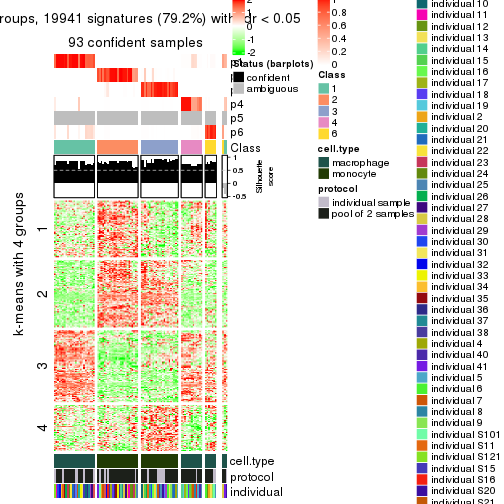 roups, 19941 signatures (79.2%) with
dr < 0.05
93 confident samples
p4
p5
p6
Class
1
0.5
0
-0.5
Silhouette
score
k-means with 4 groups
1
2
3
4
cell.type
protocol
individual
2
1
0
-1
-2
Status (barplots)
confident
ambiguous
0.8
0.6
0.4
0.2
0
Class
1
2
3
4
6
cell.type
macrophage
monocyte
protocol
individual sample
pool of 2 samples
individual 10
individual 11
individual 12
individual 13
individual 14
individual 15
individual 16
individual 17
individual 18
individual 19
individual 2
individual 20
individual 21
individual 22
individual 23
individual 24
individual 25
individual 26
individual 27
individual 28
individual 29
individual 30
individual 31
individual 32
individual 33
individual 34
individual 35
individual 36
individual 37
individual 38
individual 4
individual 40
individual 41
individual 5
individual 6
individual 7
individual 8
individual 9
individual S101
individual S11
individual S121
individual S15
individual S16
individual S20
individual S21